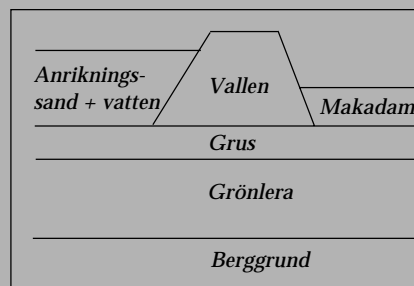 Anriknings-
sand + vatten
Vallen
Makadam
Grus
Grönlera
Berggrund